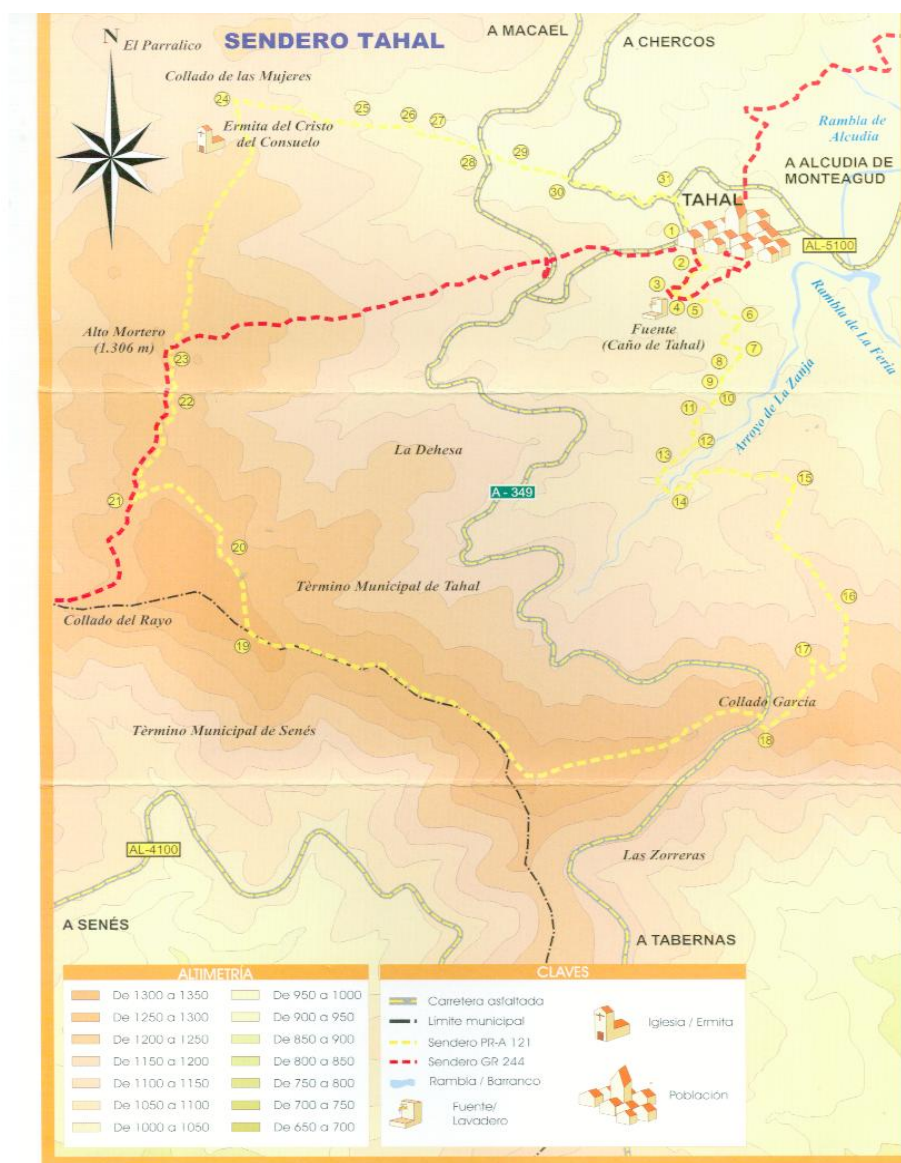 N
El Parralico
SENDERO TAHAL
A MACAEL
A CHERCOS
Collado de las Mujeres
24
25
26
27
Ermita del Cristo
del Consuelo
28
29
30
31
Rambla de
Alcudia
A ALCUDIA DE
MONTEAGUD
TAHAL
1
2
3
4
5
6
7
8
9
10
11
12
13
14
15
16
17
18
AL-5100
Fuente
(Caño de Tahal)
Rambla de La Feria
Arroyo de La Zanja
Alto Mortero
(1.306 m)
23
22
21
20
19
La Dehesa
A - 349
Tèrmino Municipal de Tahal
Collado del Rayo
Collado García
Tèrmino Municipal de Senés
AL-4100
Las Zorreras
A SENÉS
A TABERNAS
ALTIMETRÍA
De 1300 a 1350
De 1250 a 1300
De 1200 a 1250
De 1150 a 1200
De 1100 a 1150
De 1050 a 1100
De 1000 a 1050
De 950 a 1000
De 900 a 950
De 850 a 900
De 800 a 850
De 750 a 800
De 700 a 750
De 650 a 700
CLAVES
Carretera asfaltada
Limite municipal
Sendero PR-A 121
Sendero GR 244
Rambla / Barranco
Fuente/
Lavadero
Iglesia / Ermita
Población